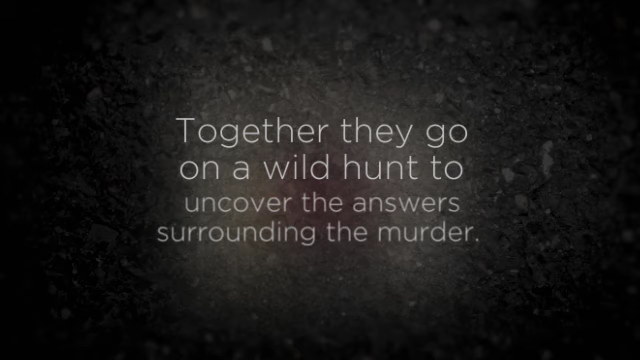 Together they go
on a wild hunt to
uncover the answers
surrounding the murder.